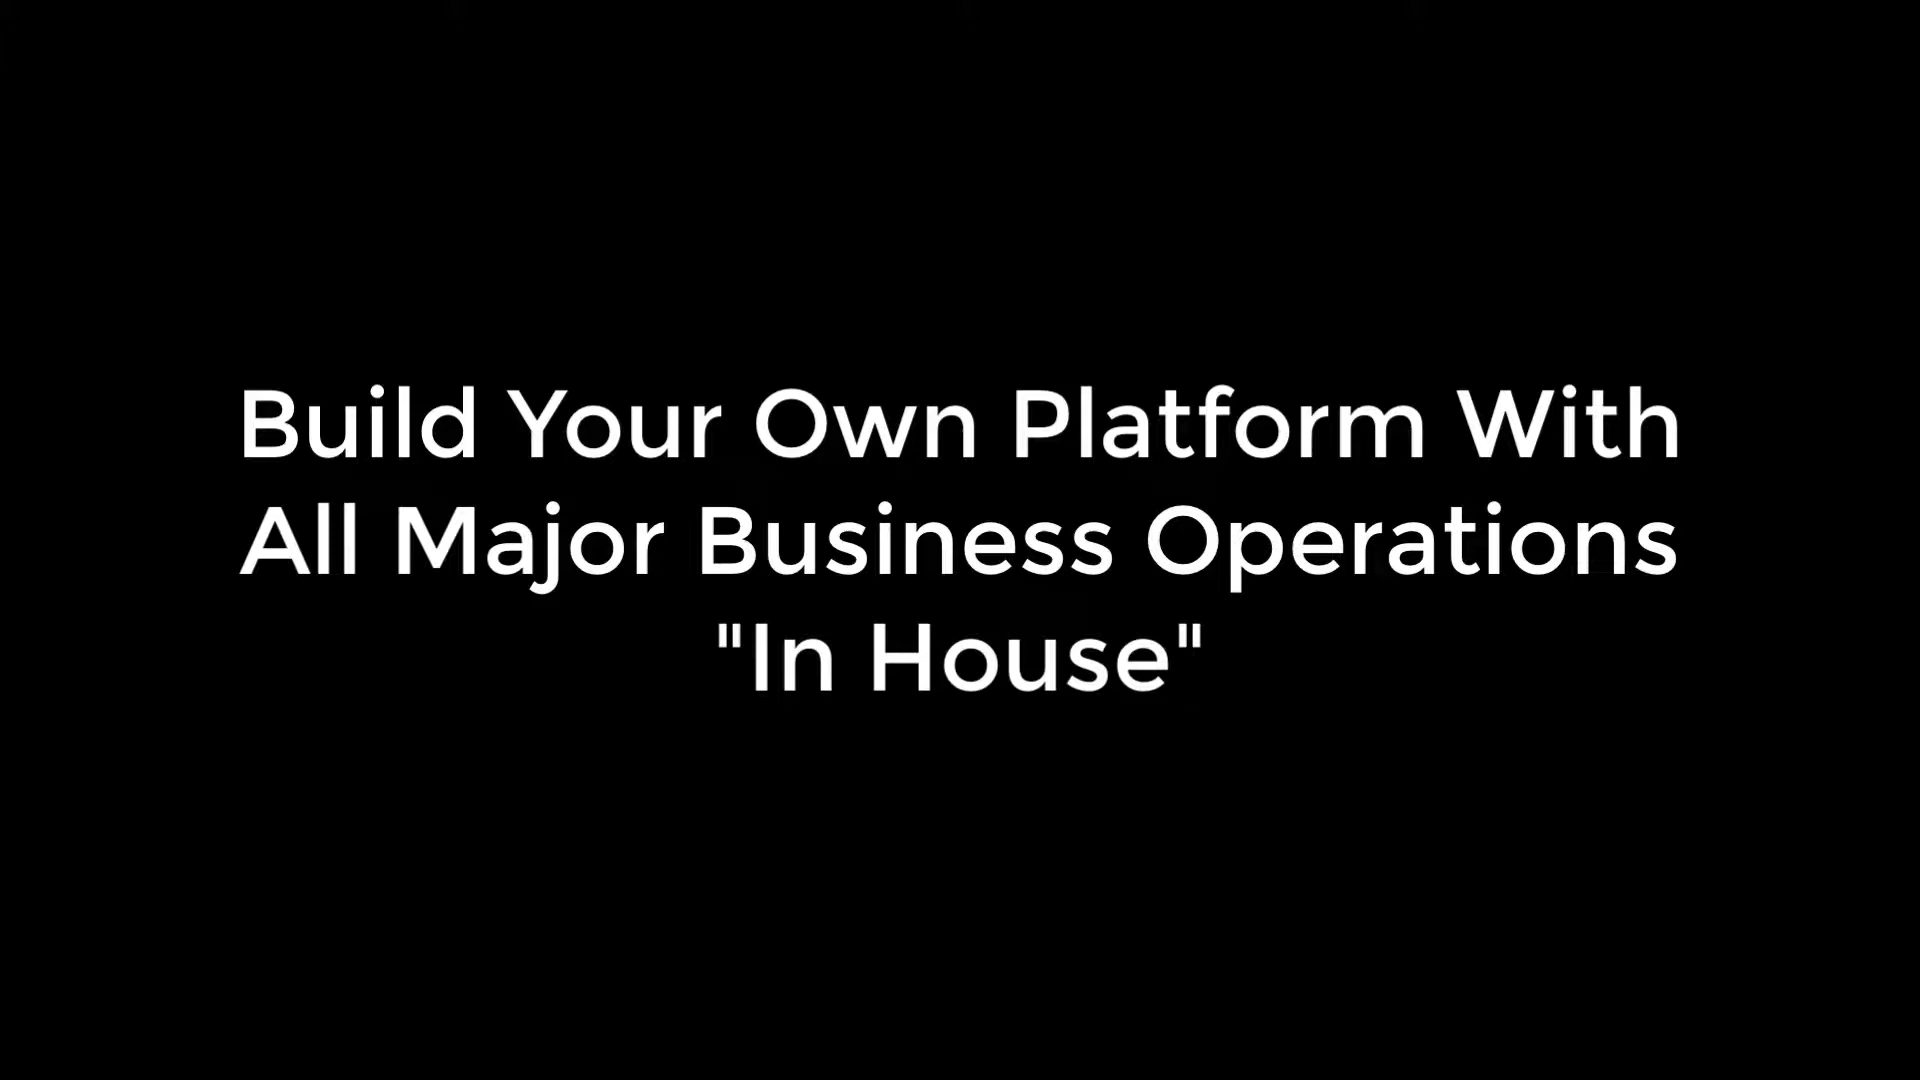 Build Your Own Platform With
All Major Business Operations
"In House"